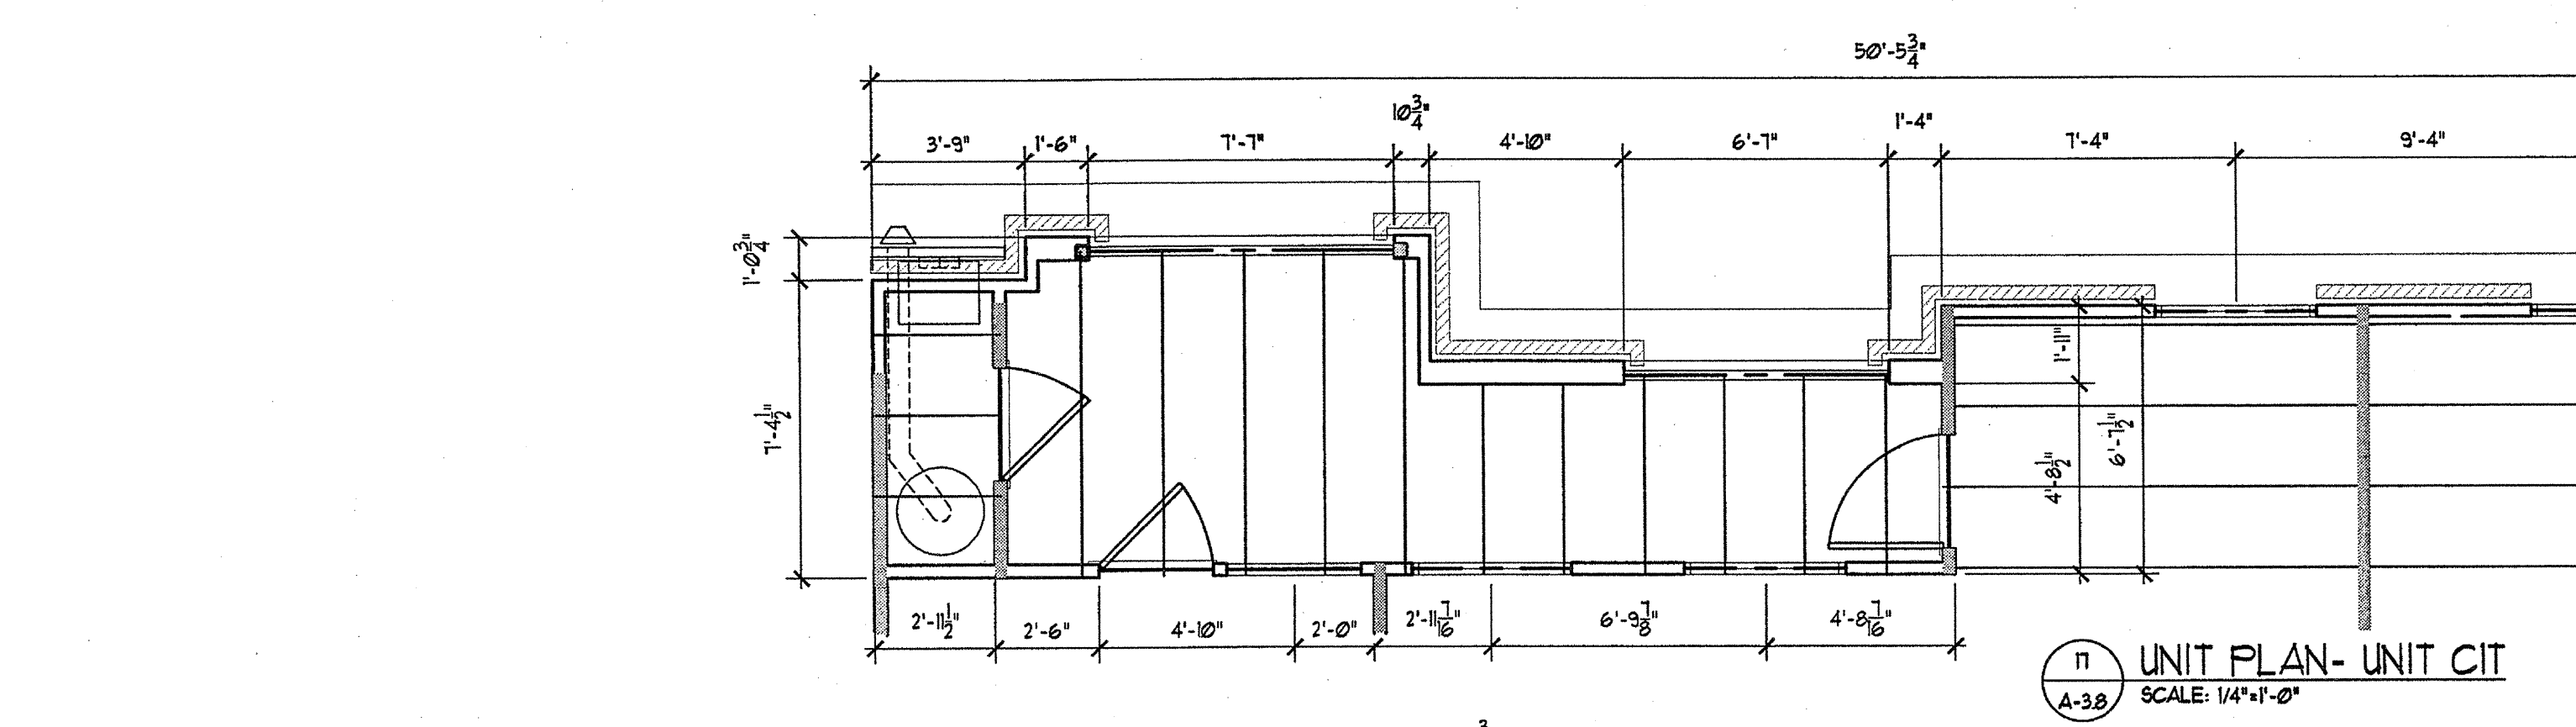 50'-5 3/4"
10 3/4"
3'-9" 1'-6" 7'-7" 4'-10" 6'-7" 1'-4" 7'-4" 9'-4"
1'-0 3/4"
7'-4 1/2"
1'-11"
4'-8 1/2"
6'-7 1/2"
2'-11 1/2" 2'-6" 4'-10" 2'-0" 2'-11 7/16" 6'-9 7/8" 4'-8 7/16"
UNIT PLAN- UNIT C1T
A-3.8 SCALE: 1/4"=1'-0"
3